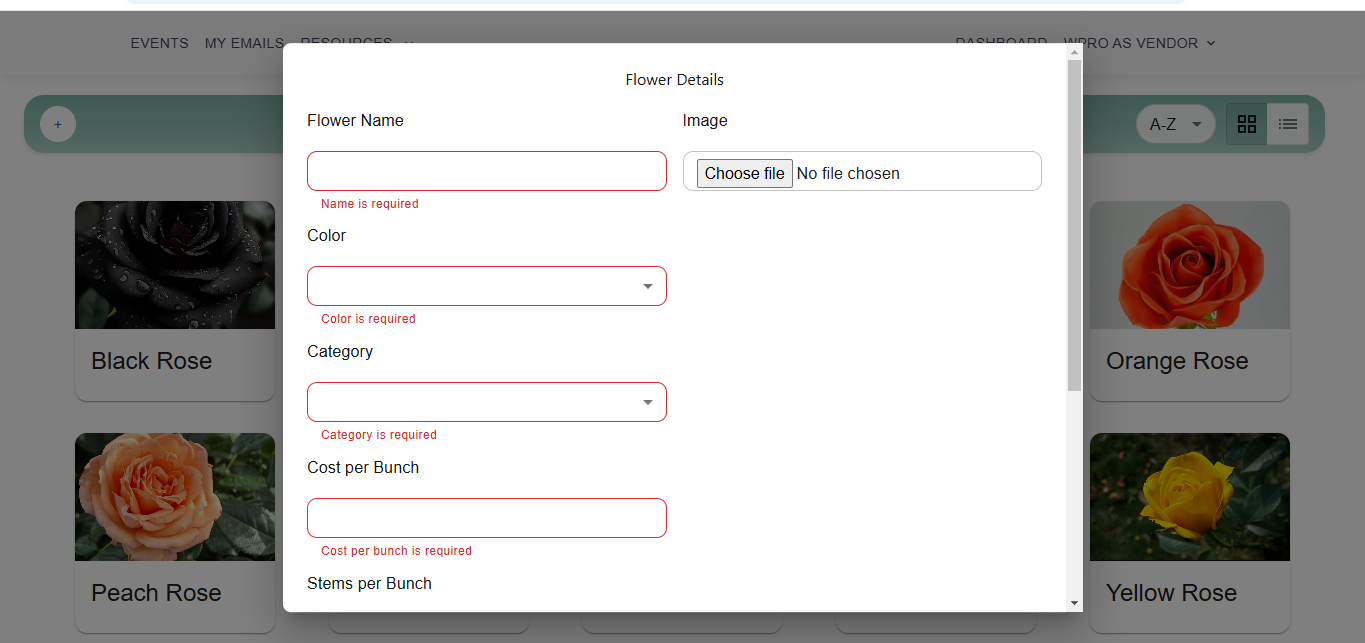 EVENTS MY EMAILS RESOURCES DASHBOARD WPRO AS VENDOR
Flower Details
+ A-Z
Flower Name Image
Choose file No file chosen
Name is required
Color
Color is required
Black Rose Orange Rose
Category
Category is required
Cost per Bunch
Cost per bunch is required
Stems per Bunch
Peach Rose Yellow Rose